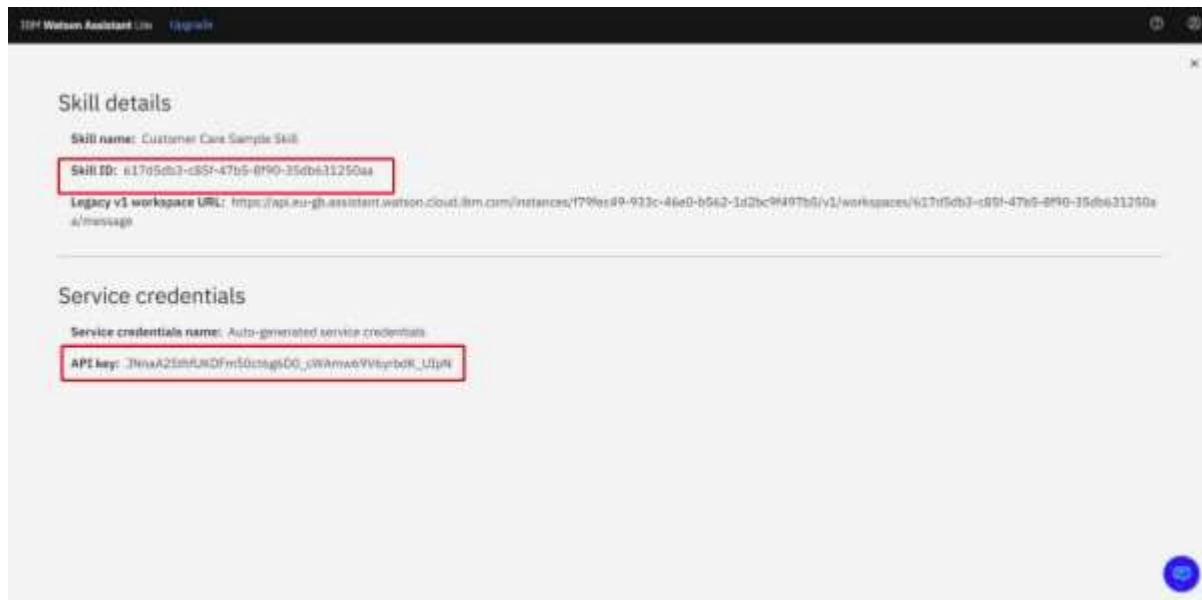 IBM Watson Assistant Lite Upgrade
Skill details
Skill name: Customer Care Sample Skill
Skill ID: 617d5db3-c85f-47b5-8f90-35db631250aa
Legacy v1 workspace URL: https://api.eu-gb.assistant.watson.cloud.ibm.com/instances/f79fec49-933c-46e0-b562-1d2bc9f497b5/v1/workspaces/617d5db3-c85f-47b5-8f90-35db631250a
a/message
Service credentials
Service credentials name: Auto-generated service credentials
API key: